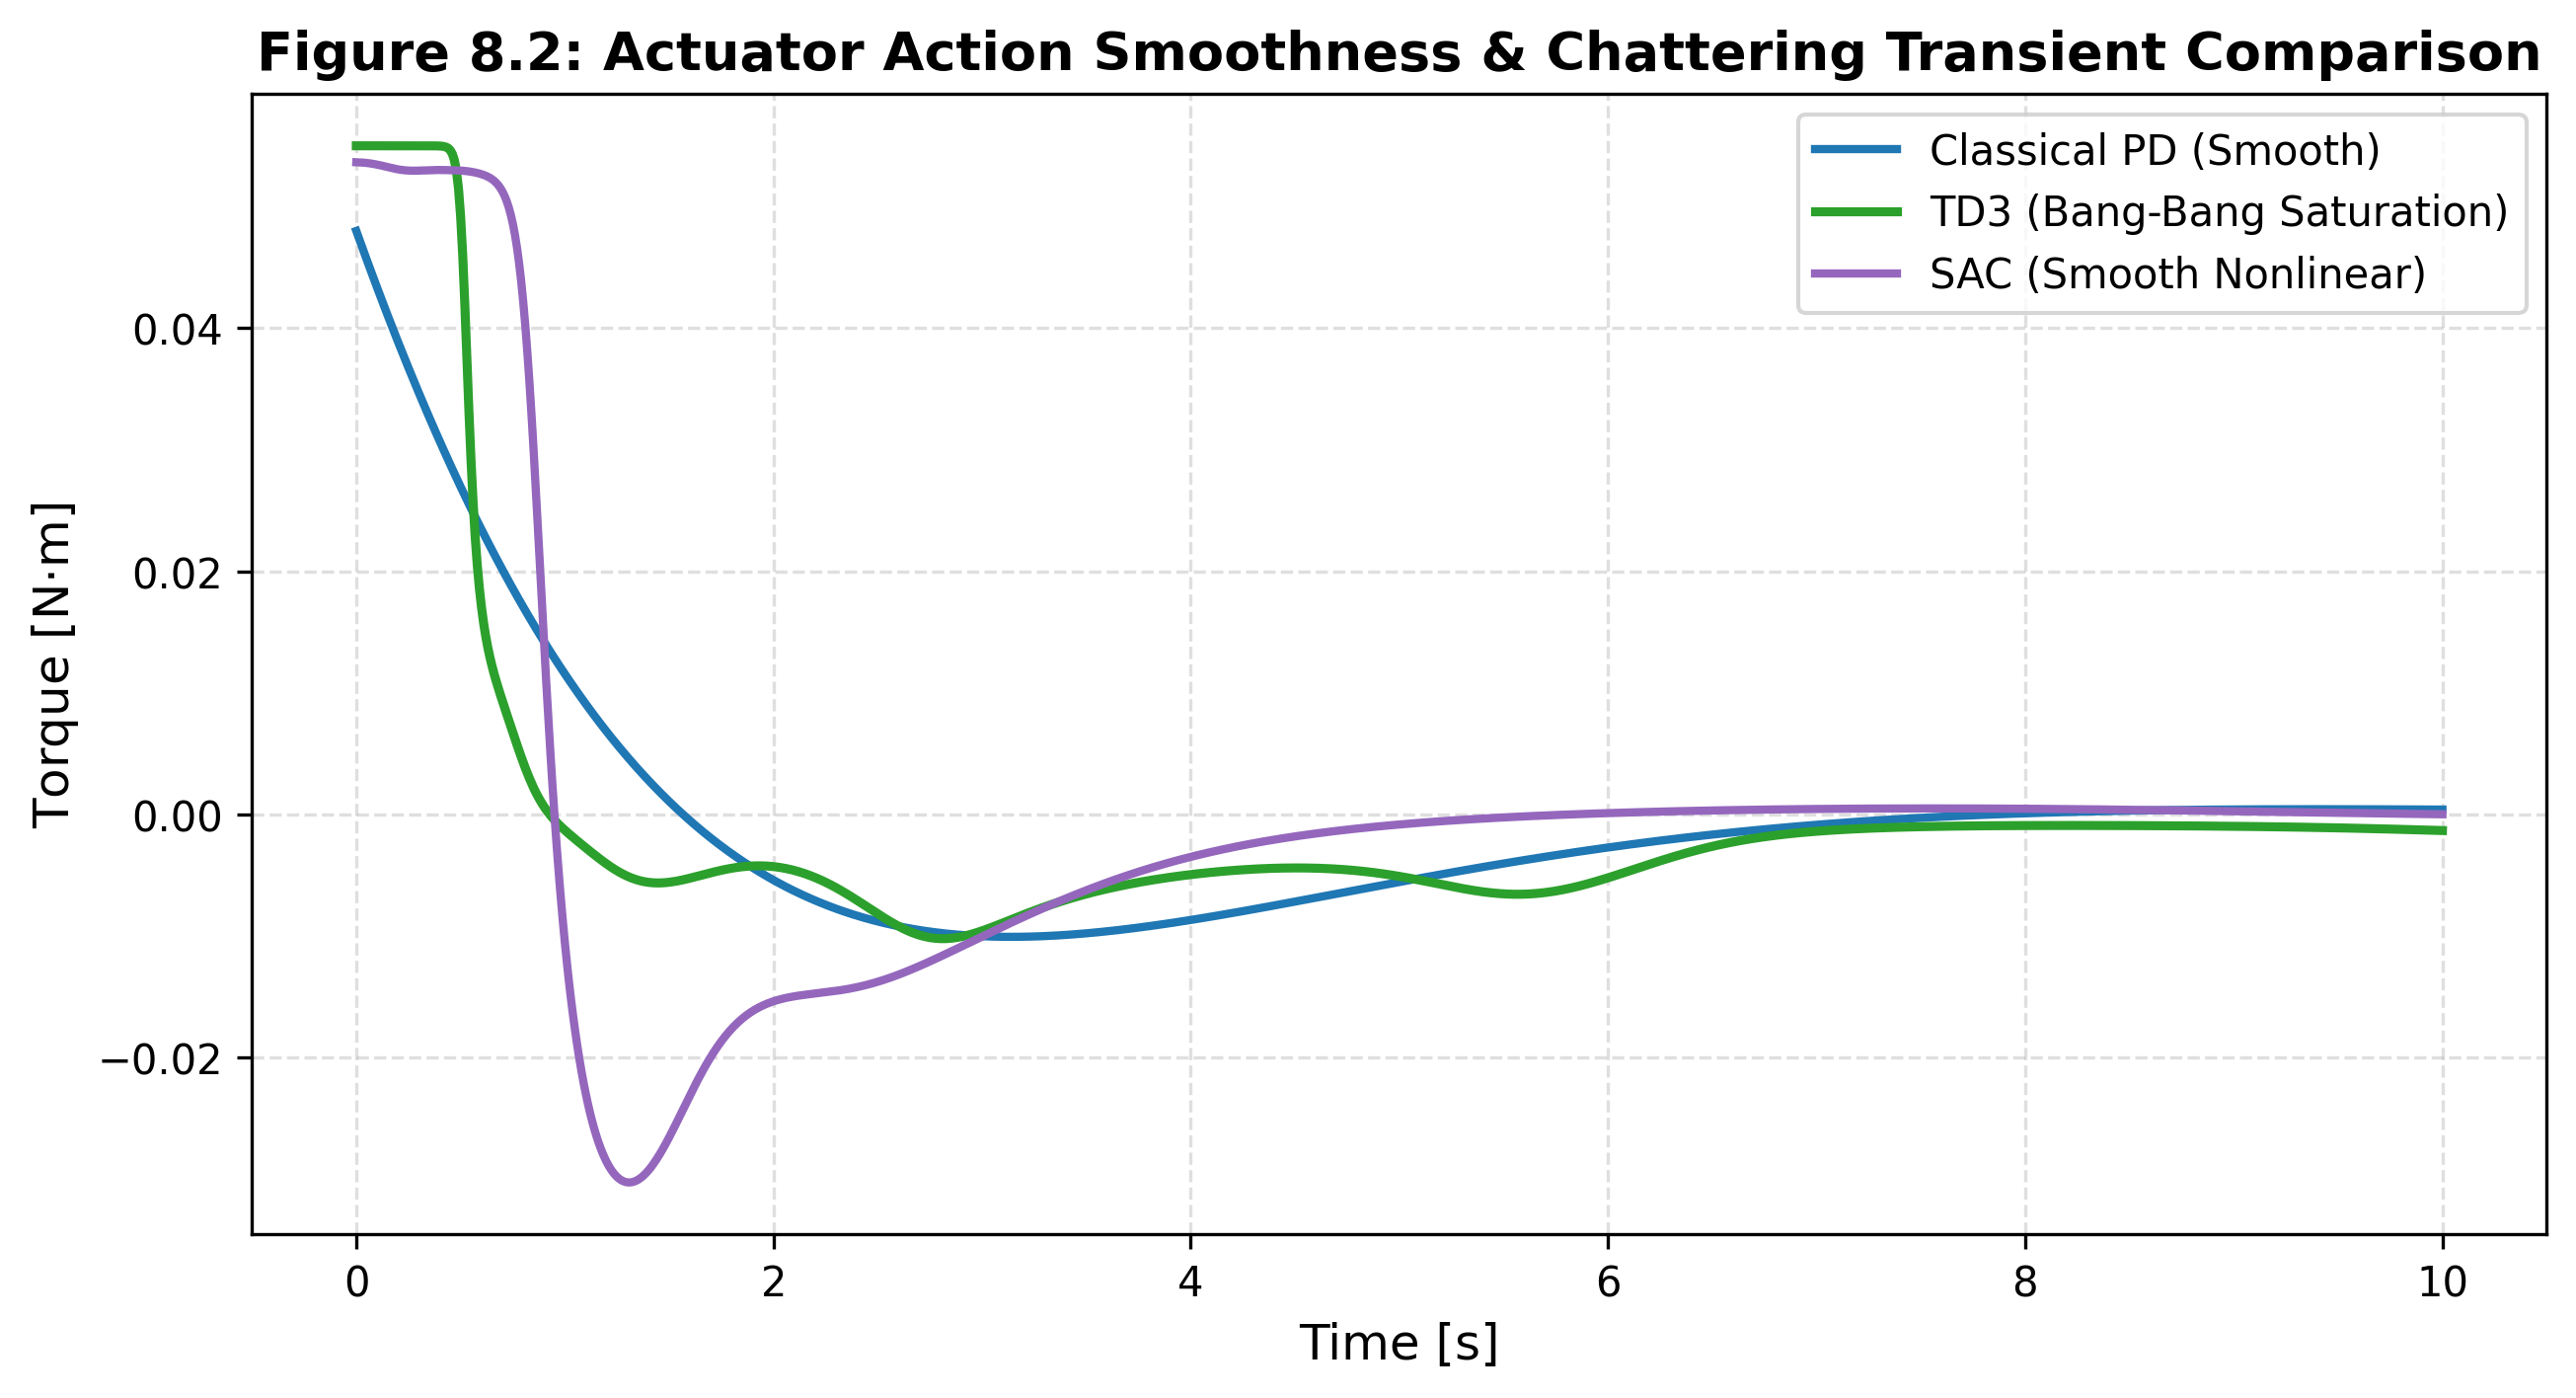 Figure 8.2: Actuator Action Smoothness & Chattering Transient Comparison
Classical PD (Smooth)
TD3 (Bang-Bang Saturation)
SAC (Smooth Nonlinear)
Torque [N·m]
0.04
0.02
0.00
−0.02
0 2 4 6 8 10
Time [s]